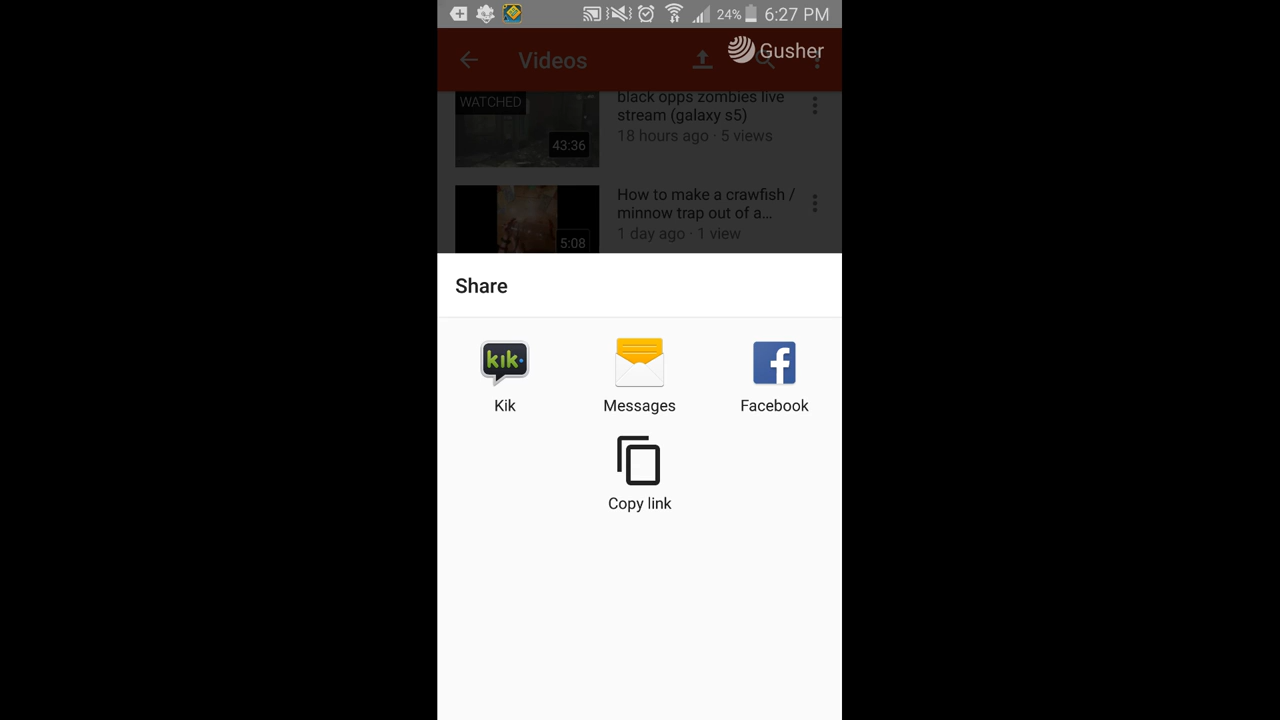 24% 6:27 PM
Gusher
Videos
WATCHED
43:36
black opps zombies live
stream (galaxy s5)
18 hours ago · 5 views
5:08
How to make a crawfish /
minnow trap out of a...
1 day ago · 1 view
Share
kik
Kik
Messages
Facebook
Copy link